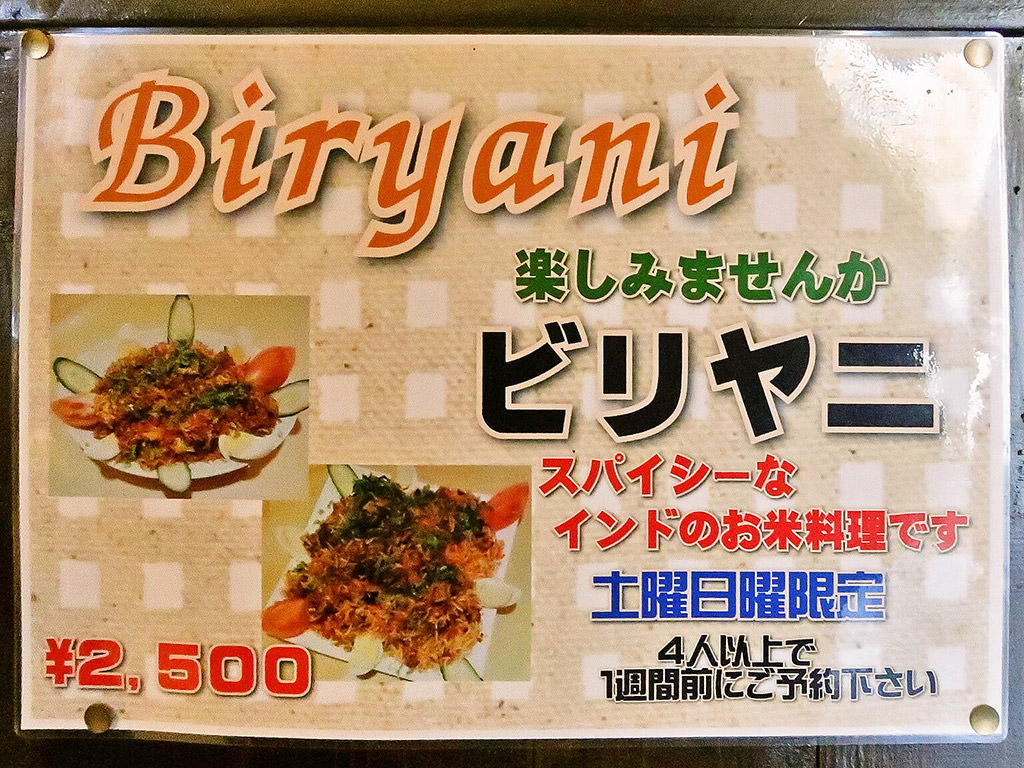 Biryani
楽しみませんか
ビリヤニ
スパイシーな
インドのお米料理です
土曜日曜限定
4人以上で
1週間前にご予約下さい
¥2,500